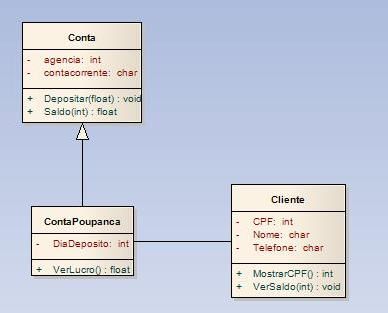 Conta
- agencia: int
- contacorrente: char
+ Depositar(float) : void
+ Saldo(int) : float
ContaPoupanca
- DiaDeposito: int
+ VerLucro() : float
Cliente
- CPF: int
- Nome: char
- Telefone: char
+ MostrarCPF() : int
+ VerSaldo(int) : void